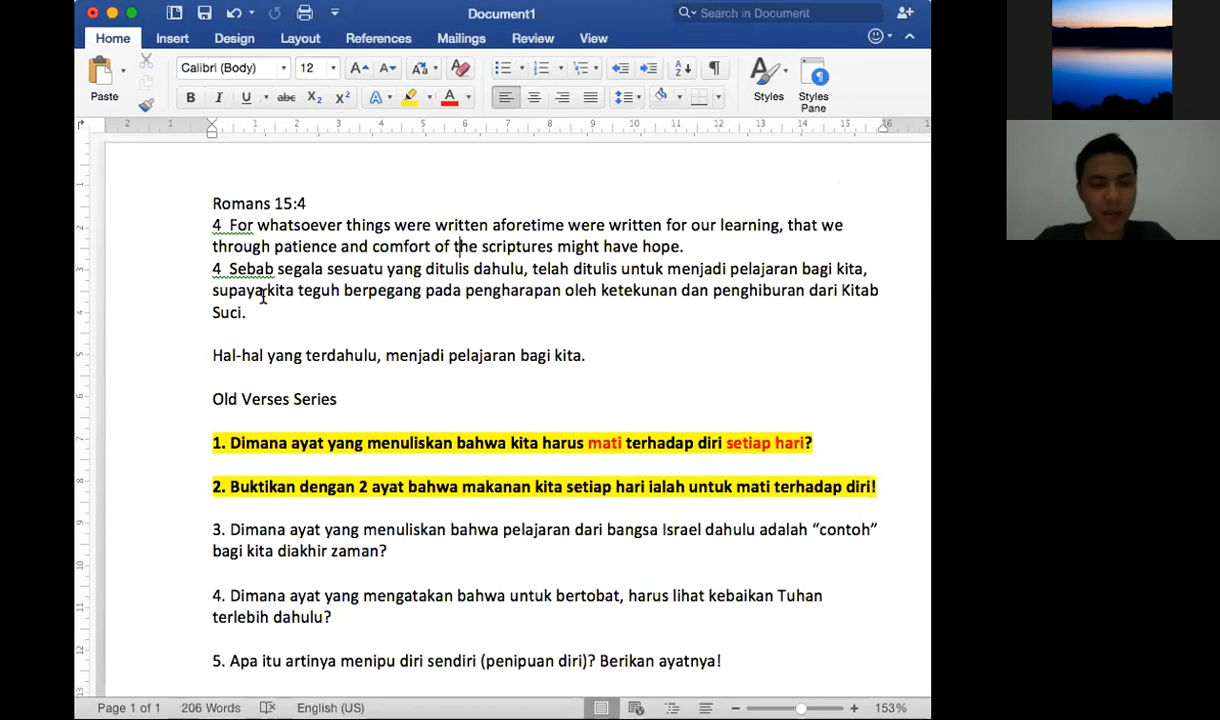 Document1
Search in Document
Home Insert Design Layout References Mailings Review View
Paste
Calibri (Body) 12
Styles
Styles Pane
Romans 15:4
4 For whatsoever things were written aforetime were written for our learning, that we
through patience and comfort of the scriptures might have hope.
4 Sebab segala sesuatu yang ditulis dahulu, telah ditulis untuk menjadi pelajaran bagi kita,
supaya kita teguh berpegang pada pengharapan oleh ketekunan dan penghiburan dari Kitab
Suci.
Hal-hal yang terdahulu, menjadi pelajaran bagi kita.
Old Verses Series
1. Dimana ayat yang menuliskan bahwa kita harus mati terhadap diri setiap hari?
2. Buktikan dengan 2 ayat bahwa makanan kita setiap hari ialah untuk mati terhadap diri!
3. Dimana ayat yang menuliskan bahwa pelajaran dari bangsa Israel dahulu adalah “contoh”
bagi kita diakhir zaman?
4. Dimana ayat yang mengatakan bahwa untuk bertobat, harus lihat kebaikan Tuhan
terlebih dahulu?
5. Apa itu artinya menipu diri sendiri (penipuan diri)? Berikan ayatnya!
Page 1 of 1 206 Words English (US) 153%